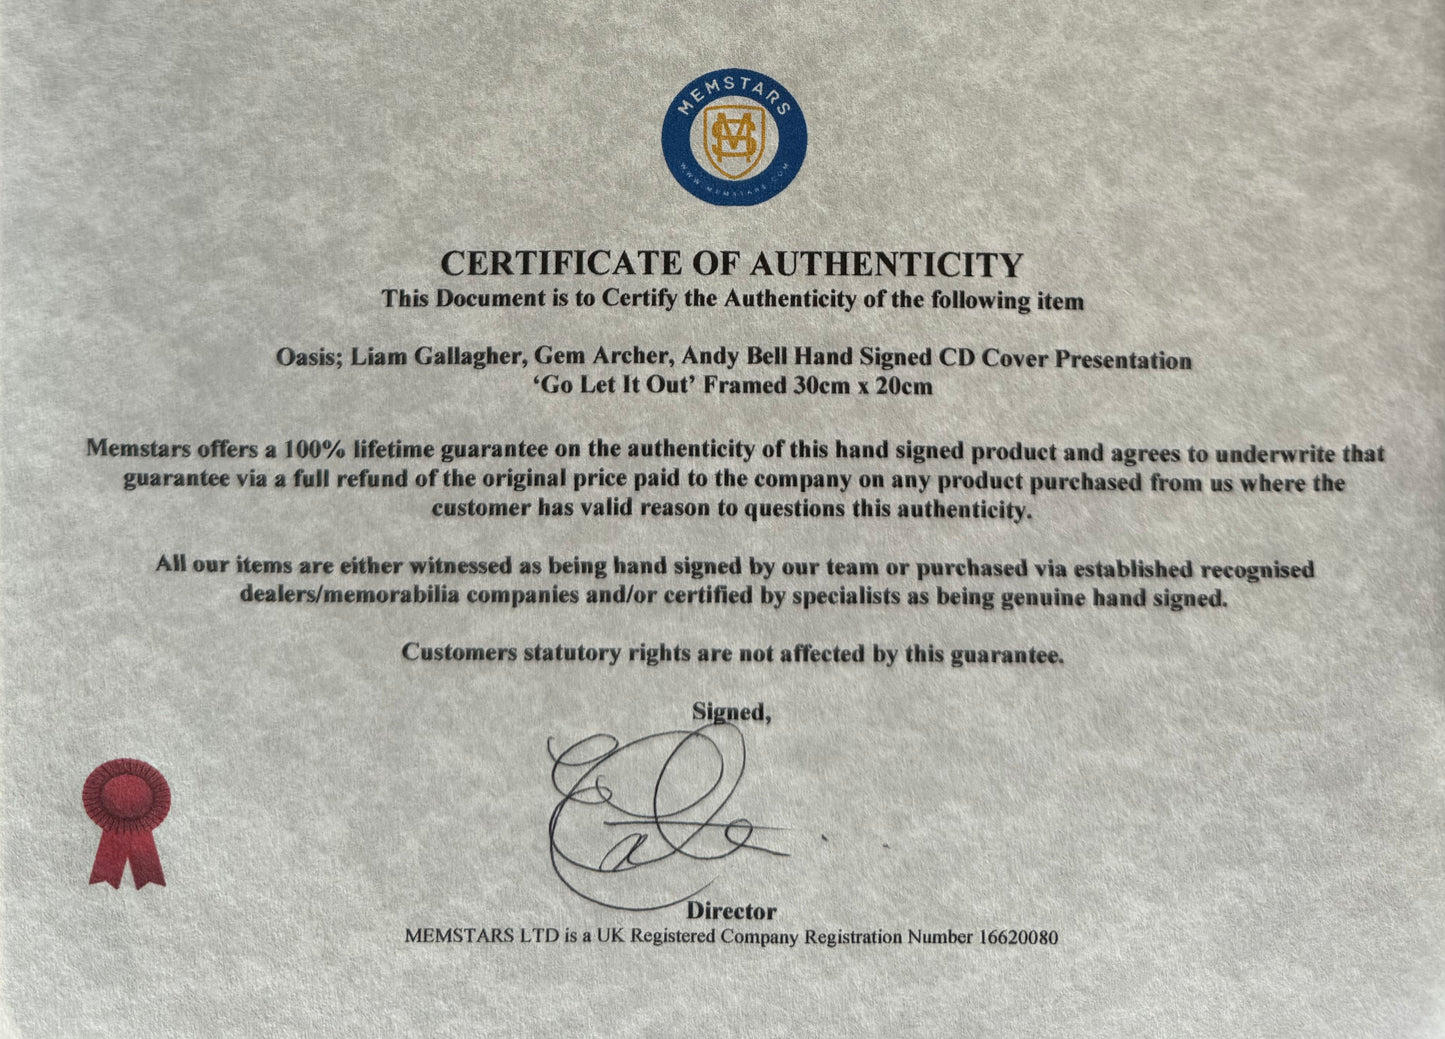 MEMSTARS
WWW.MEMSTARS.COM
CERTIFICATE OF AUTHENTICITY
This Document is to Certify the Authenticity of the following item
Oasis; Liam Gallagher, Gem Archer, Andy Bell Hand Signed CD Cover Presentation
‘Go Let It Out’ Framed 30cm x 20cm
Memstars offers a 100% lifetime guarantee on the authenticity of this hand signed product and agrees to underwrite that
guarantee via a full refund of the original price paid to the company on any product purchased from us where the
customer has valid reason to questions this authenticity.
All our items are either witnessed as being hand signed by our team or purchased via established recognised
dealers/memorabilia companies and/or certified by specialists as being genuine hand signed.
Customers statutory rights are not affected by this guarantee.
Signed,
Director
MEMSTARS LTD is a UK Registered Company Registration Number 16620080